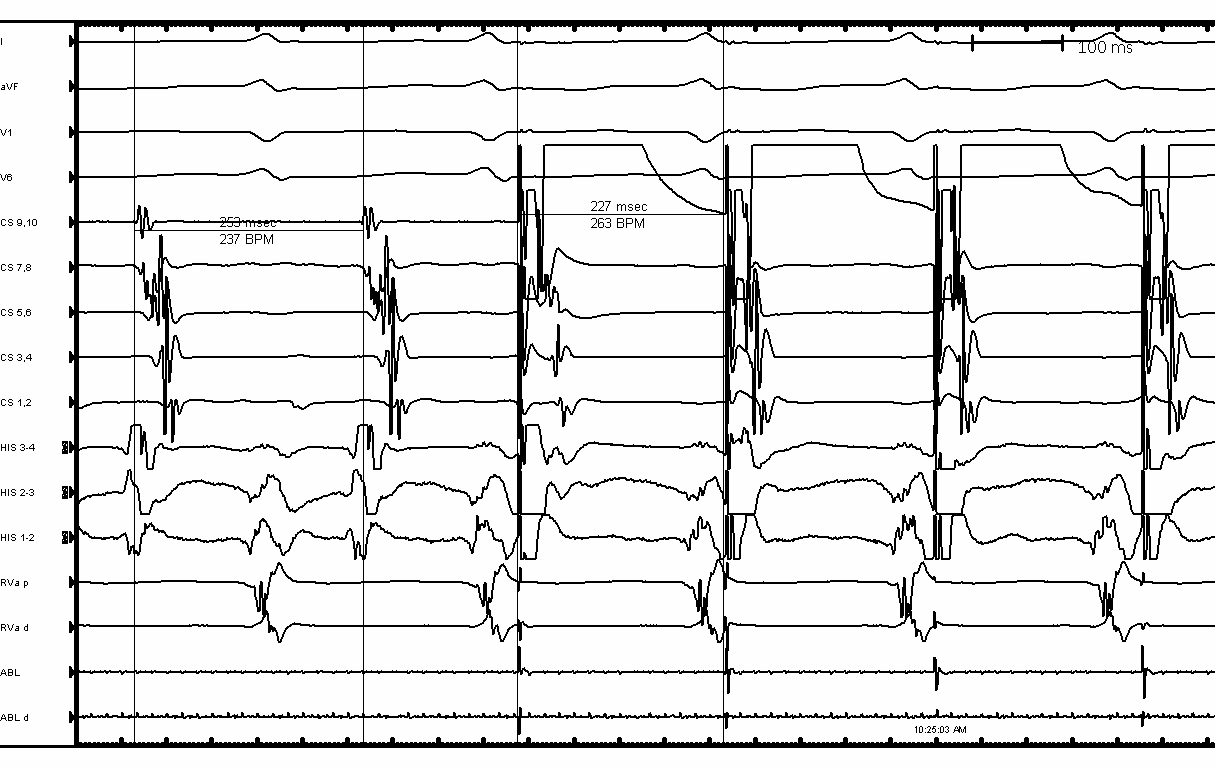 I
100 ms
aVF
V1
V6
227 msec
263 BPM
CS 9,10
253 msec
237 BPM
CS 7,8
CS 5,6
CS 3,4
CS 1,2
HIS 3-4
HIS 2-3
HIS 1-2
RVa p
RVa d
ABL
ABL d
10:25:03 AM